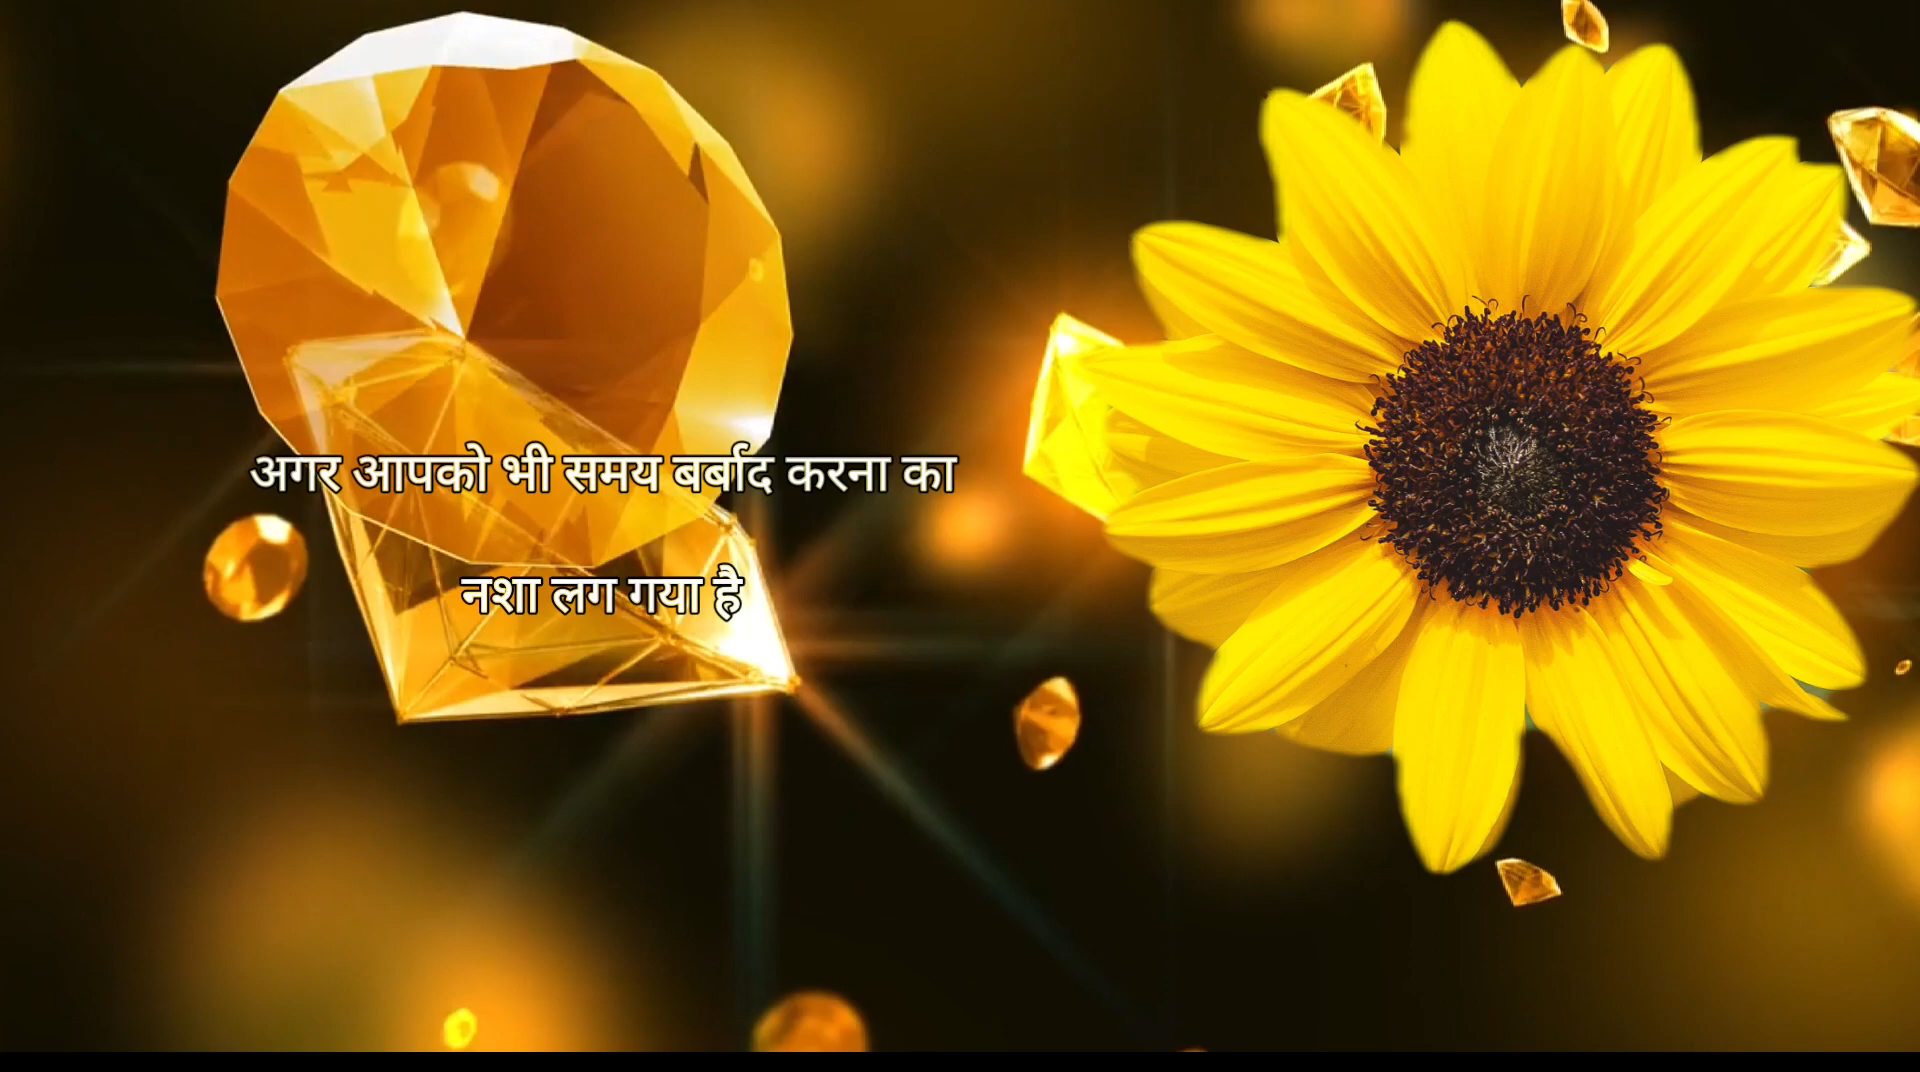 अगर आपको भी समय बर्बाद करना का
नशा लग गया है